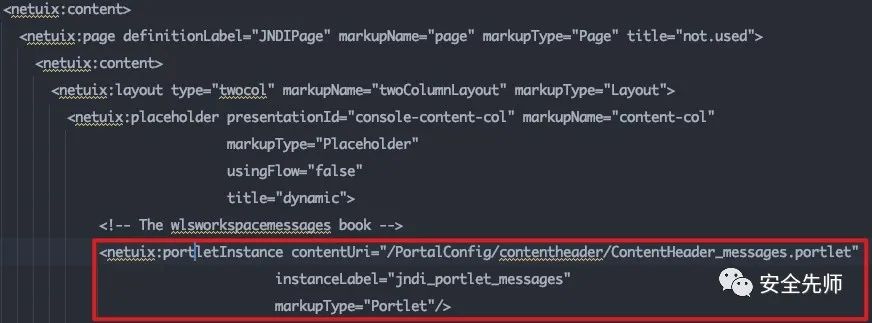 <netuix:content>
<netuix:page definitionLabel="JNDIPage" markupName="page" markupType="Page" title="not.used">
<netuix:content>
<netuix:layout type="twocol" markupName="twoColumnLayout" markupType="Layout">
<netuix:placeholder presentationId="console-content-col" markupName="content-col"
markupType="Placeholder"
usingFlow="false"
title="dynamic">
<!-- The wlsworkspacemessages book -->
<netuix:portletInstance contentUri="/PortalConfig/contentheader/ContentHeader_messages.portlet"
instanceLabel="jndi_portlet_messages"
markupType="Portlet"/>
安全先师